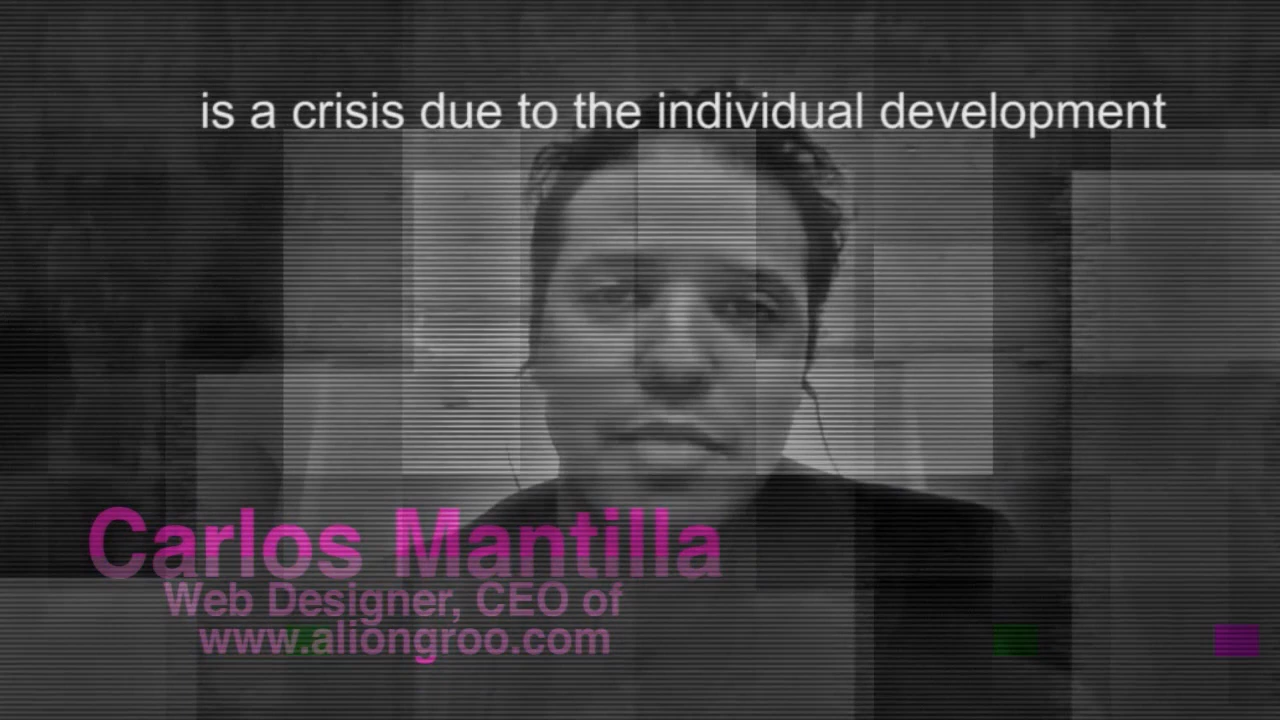 is a crisis due to the individual development
Carlos Mantilla
Web Designer, CEO of
www.aliongroo.com